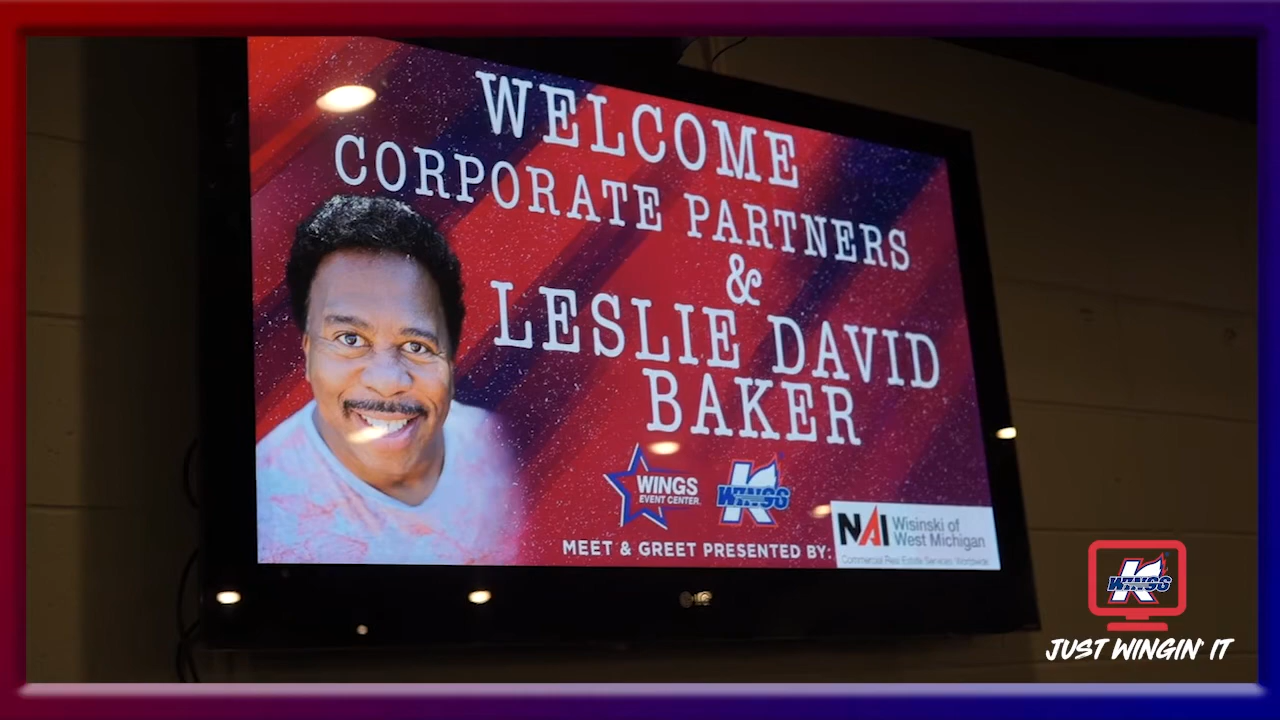 WELCOME
CORPORATE PARTNERS
&
LESLIE DAVID
BAKER
WINGS
EVENT CENTER
K
WINGS
MEET & GREET PRESENTED BY:
NAI
Wisinski of
West Michigan
Commercial Real Estate Services, Worldwide
LG
K
WINGS
JUST WINGIN' IT